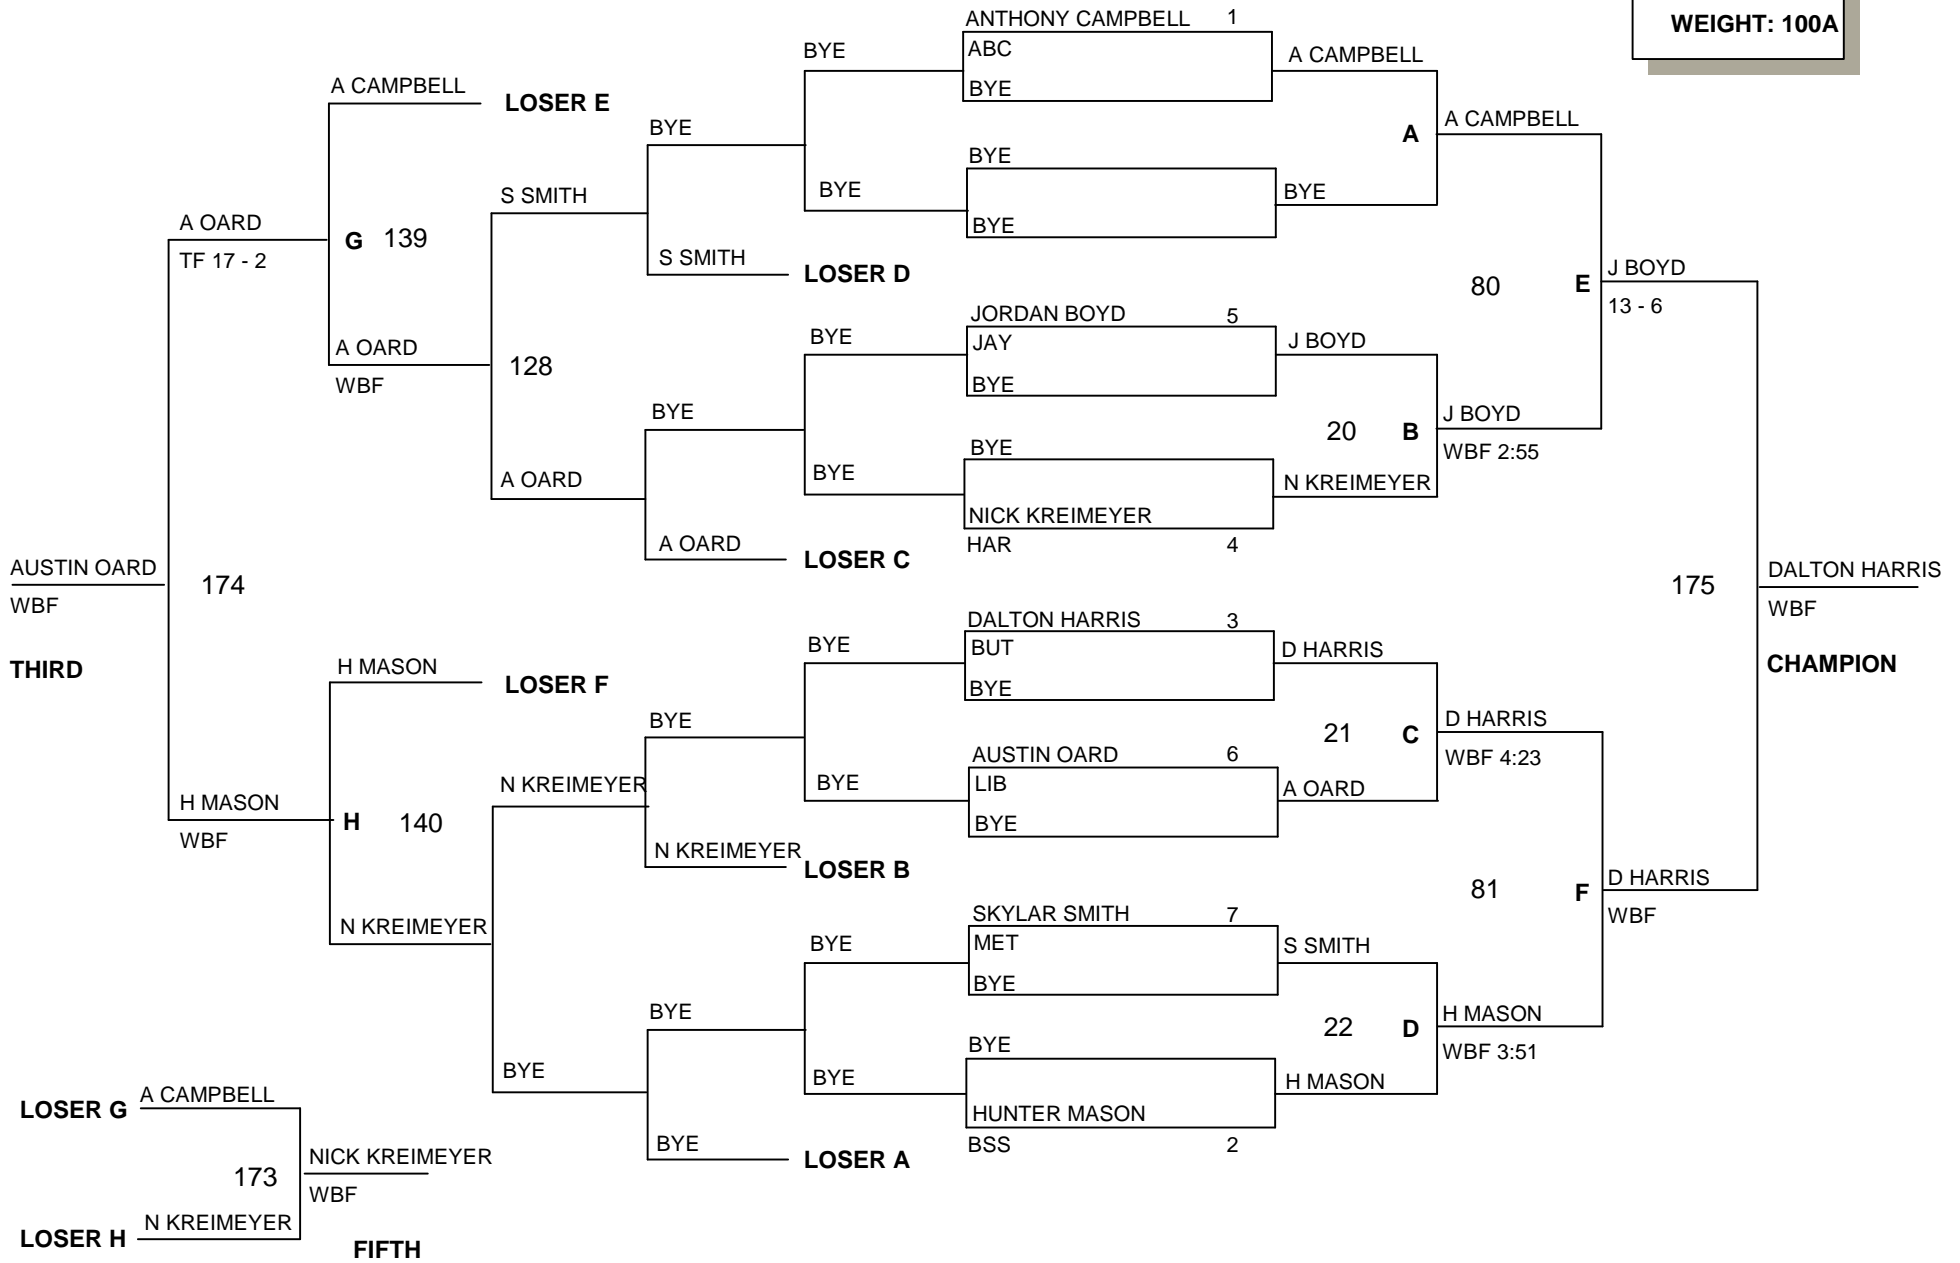 WEIGHT: 100A
ANTHONY CAMPBELL 1
ABC
BYE
BYE
A CAMPBELL
A CAMPBELL
LOSER E
BYE
A
A CAMPBELL
BYE
BYE
BYE
BYE
S SMITH
A OARD
TF 17 - 2
G 139
S SMITH
LOSER D
80
E
J BOYD
13 - 6
JORDAN BOYD 5
JAY
BYE
BYE
J BOYD
A OARD
WBF
128
BYE
20 B
J BOYD
WBF 2:55
BYE
BYE
N KREIMEYER
A OARD
NICK KREIMEYER
HAR 4
A OARD
LOSER C
AUSTIN OARD
WBF
174
175
DALTON HARRIS
WBF
THIRD
CHAMPION
DALTON HARRIS 3
BUT
BYE
BYE
D HARRIS
H MASON
LOSER F
BYE
21 C
D HARRIS
WBF 4:23
AUSTIN OARD 6
LIB
BYE
BYE
A OARD
N KREIMEYER
H MASON
WBF
H 140
N KREIMEYER
LOSER B
81
F
D HARRIS
WBF
SKYLAR SMITH 7
MET
BYE
BYE
S SMITH
N KREIMEYER
BYE
22 D
H MASON
WBF 3:51
BYE
BYE
BYE
H MASON
HUNTER MASON
BSS 2
BYE
LOSER A
LOSER G
A CAMPBELL
173
NICK KREIMEYER
WBF
N KREIMEYER
LOSER H
FIFTH